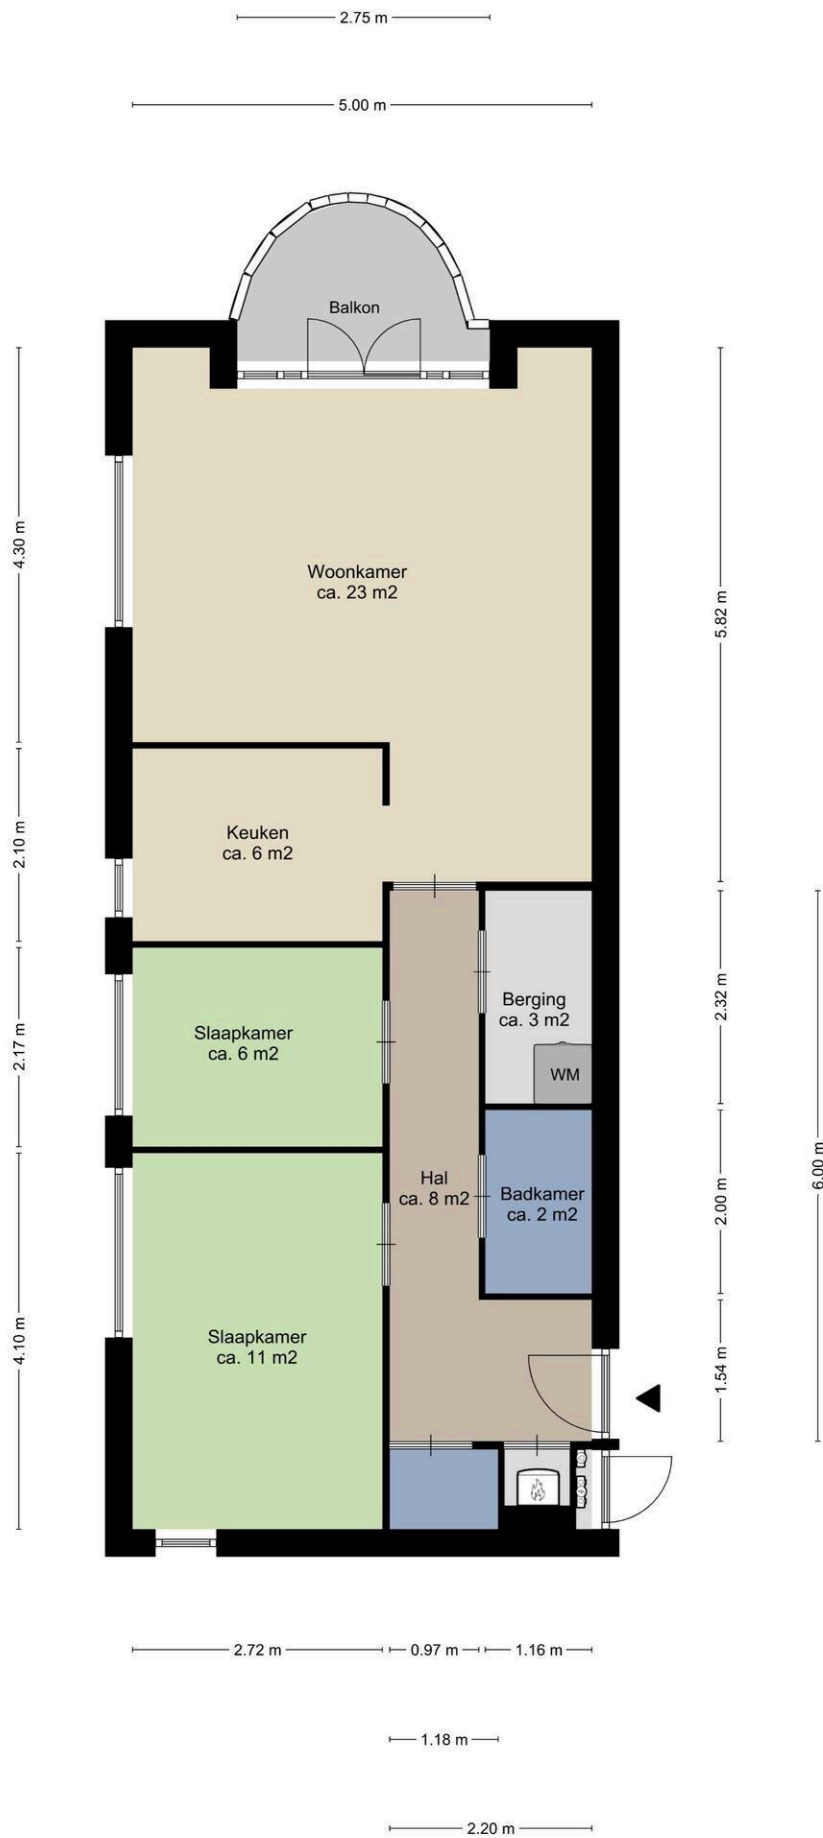 2.75 m
5.00 m
Balkon
Woonkamer
ca. 23 m2
4.30 m
5.82 m
Keuken
ca. 6 m2
2.10 m
Slaapkamer
ca. 6 m2
2.17 m
Berging
ca. 3 m2
WM
2.32 m
Hal
ca. 8 m2
Badkamer
ca. 2 m2
2.00 m
6.00 m
Slaapkamer
ca. 11 m2
4.10 m
1.54 m
2.72 m
0.97 m
1.16 m
1.18 m
2.20 m